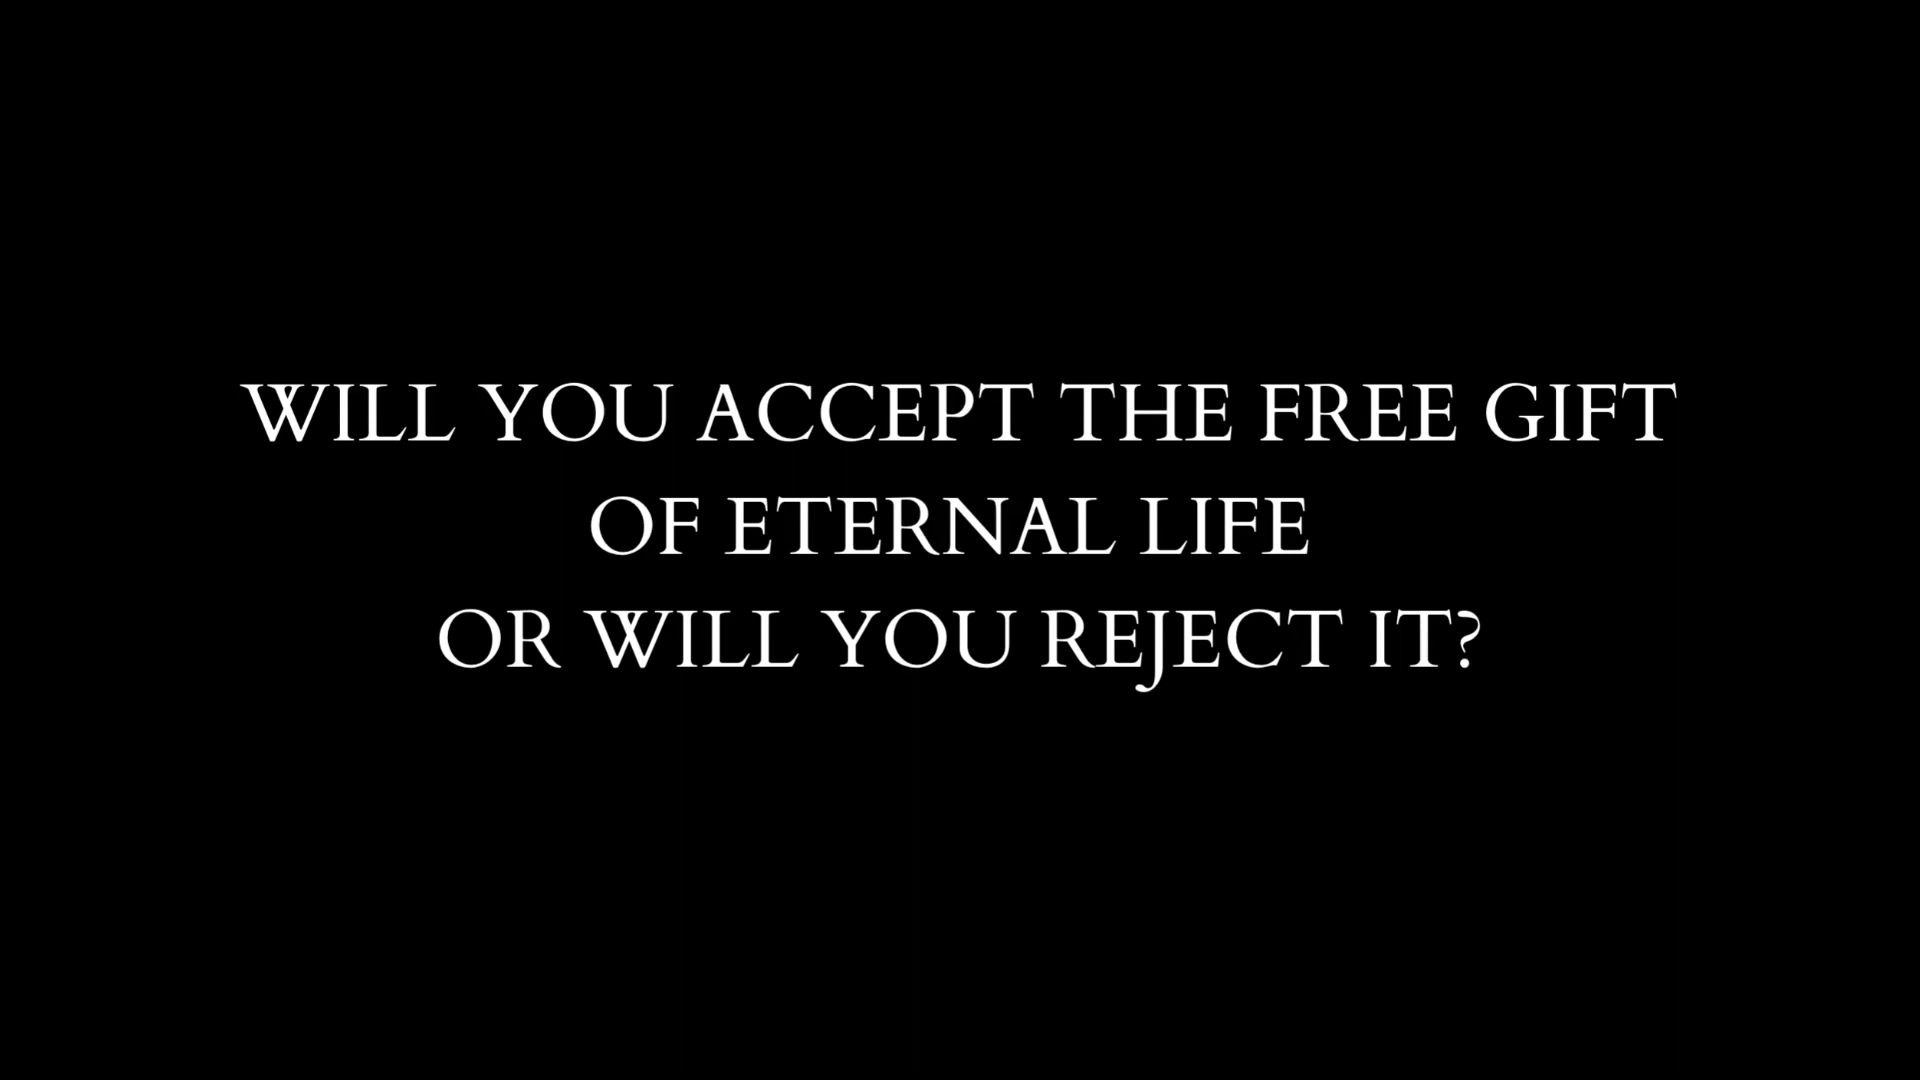 WILL YOU ACCEPT THE FREE GIFT
OF ETERNAL LIFE
OR WILL YOU REJECT IT?